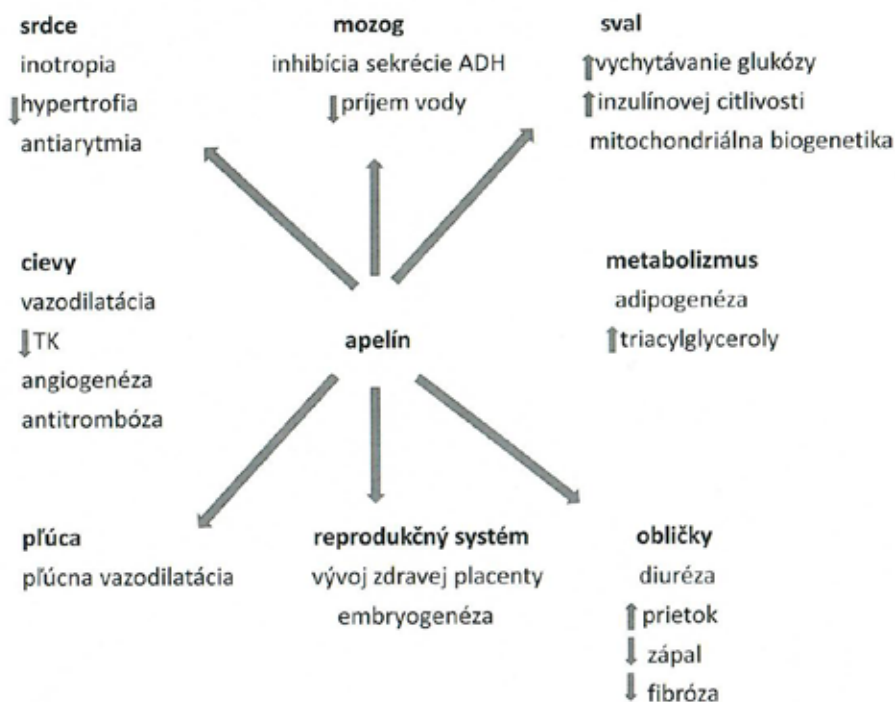 srdce
inotropia
hypertrofia
antiarytmia
mozog
inhibícia sekrécie ADH
príjem vody
sval
vychytávanie glukózy
inzulínovej citlivosti
mitochondriálna biogenetika
cievy
vazodilatácia
TK
angiogenéza
antitrombóza
apelín
metabolizmus
adipogenéza
triacylglyceroly
pľúca
pľúcna vazodilatácia
reprodukčný systém
vývoj zdravej placenty
embryogenéza
obličky
diuréza
prietok
zápal
fibróza